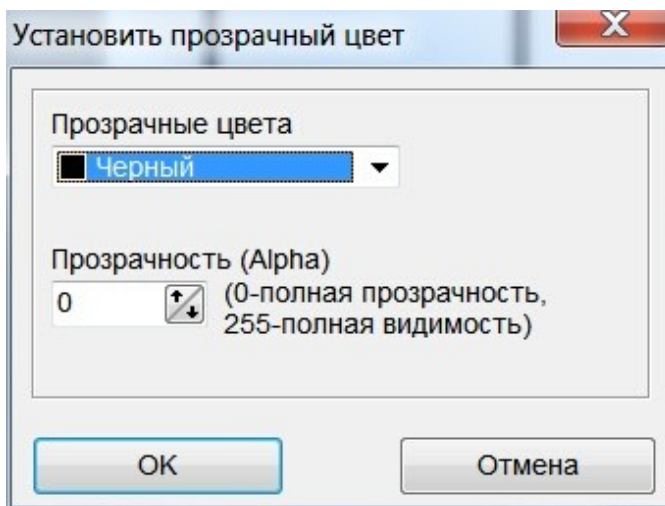 Установить прозрачный цвет
Прозрачные цвета
Черный
Прозрачность (Alpha)
0
(0-полная прозрачность,
255-полная видимость)
OK
Отмена